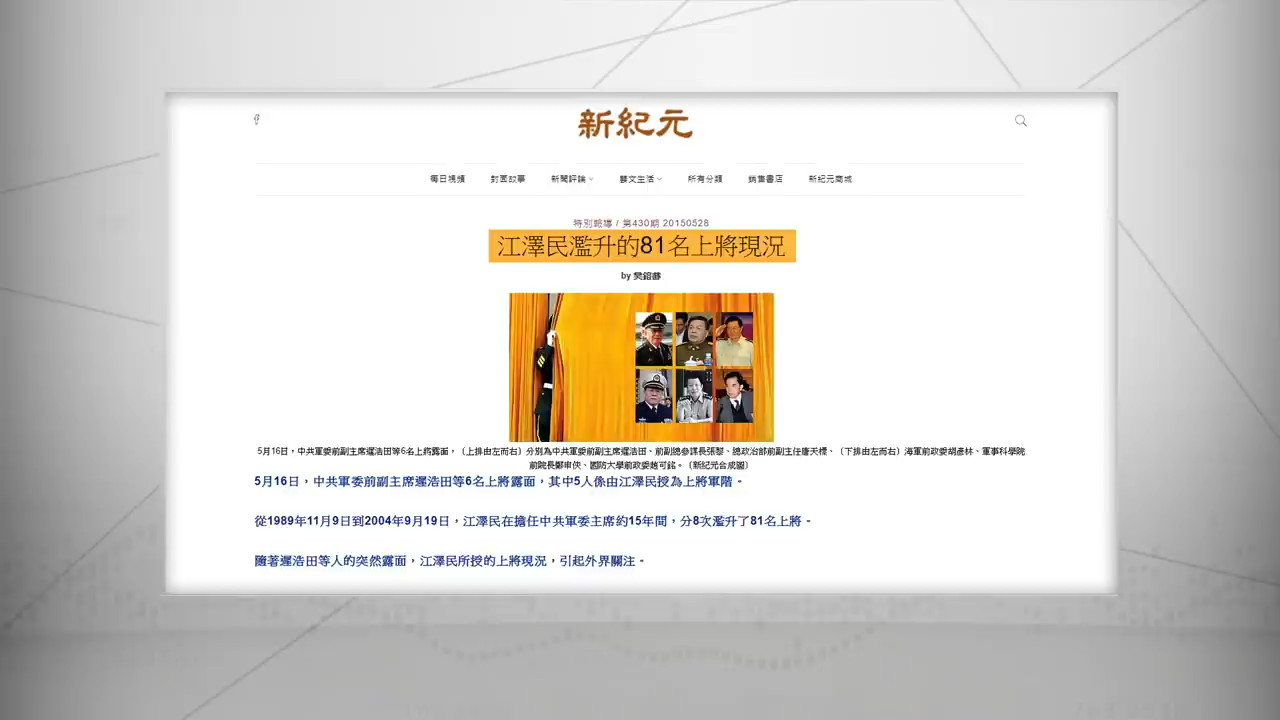 新紀元
每日視頻 封面故事 新聞評論 藝文生活 所有分類 銷售書店 新紀元商城
特別報導 / 第430期 20150528
江澤民濫升的81名上將現況
by
5月16日，中共軍委前副主席遲浩田等6名上將露面，（上排由左而右）分別為中共軍委前副主席遲浩田、前副總參謀長張黎、總政治部前副主任唐天標、（下排由左而右）海軍前政委胡彥林、軍事科學院
前院長鄭申俠、國防大學前政委趙可銘。（新紀元合成圖）
5月16日，中共軍委前副主席遲浩田等6名上將露面，其中5人係由江澤民授為上將軍階。
從1989年11月9日到2004年9月19日，江澤民在擔任中共軍委主席約15年間，分8次濫升了81名上將。
隨著遲浩田等人的突然露面，江澤民所授的上將現況，引起外界關注。